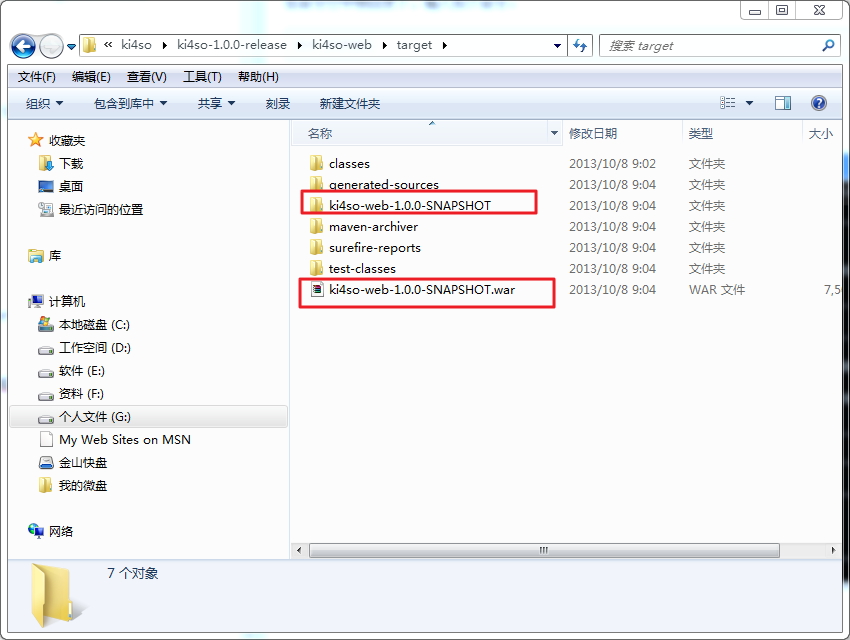 « ki4so ▸ ki4so-1.0.0-release ▸ ki4so-web ▸ target ▸
搜索 target
文件(F) 编辑(E) 查看(V) 工具(T) 帮助(H)
组织 包含到库中 共享 刻录 新建文件夹
名称 修改日期 类型 大小
收藏夹
下载
桌面
最近访问的位置
库
计算机
本地磁盘 (C:)
工作空间 (D:)
软件 (E:)
资料 (F:)
个人文件 (G:)
My Web Sites on MSN
金山快盘
我的微盘
网络
classes 2013/10/8 9:02 文件夹
generated-sources 2013/10/8 9:04 文件夹
ki4so-web-1.0.0-SNAPSHOT 2013/10/8 9:04 文件夹
maven-archiver 2013/10/8 9:04 文件夹
surefire-reports 2013/10/8 9:04 文件夹
test-classes 2013/10/8 9:04 文件夹
ki4so-web-1.0.0-SNAPSHOT.war 2013/10/8 9:04 WAR 文件
7 个对象